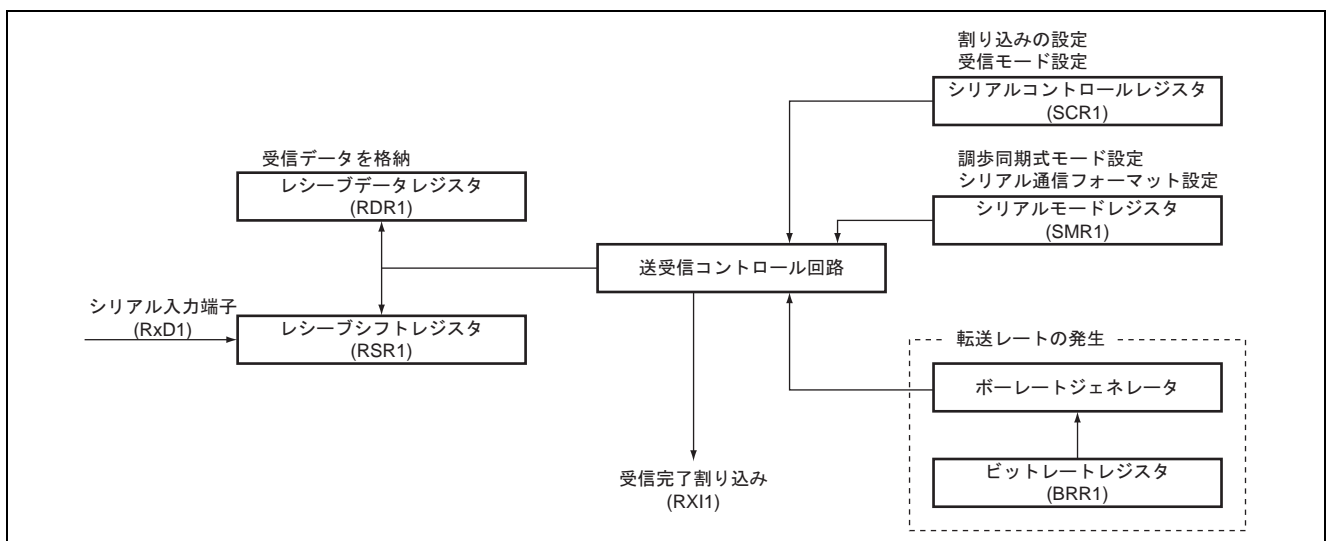 割り込みの設定
受信モード設定
シリアルコントロールレジスタ
(SCR1)
調歩同期式モード設定
シリアル通信フォーマット設定
シリアルモードレジスタ
(SMR1)
受信データを格納
レシーブデータレジスタ
(RDR1)
送受信コントロール回路
シリアル入力端子
(RxD1)
レシーブシフトレジスタ
(RSR1)
転送レートの発生
ボーレートジェネレータ
ビットレートレジスタ
(BRR1)
受信完了割り込み
(RXI1)